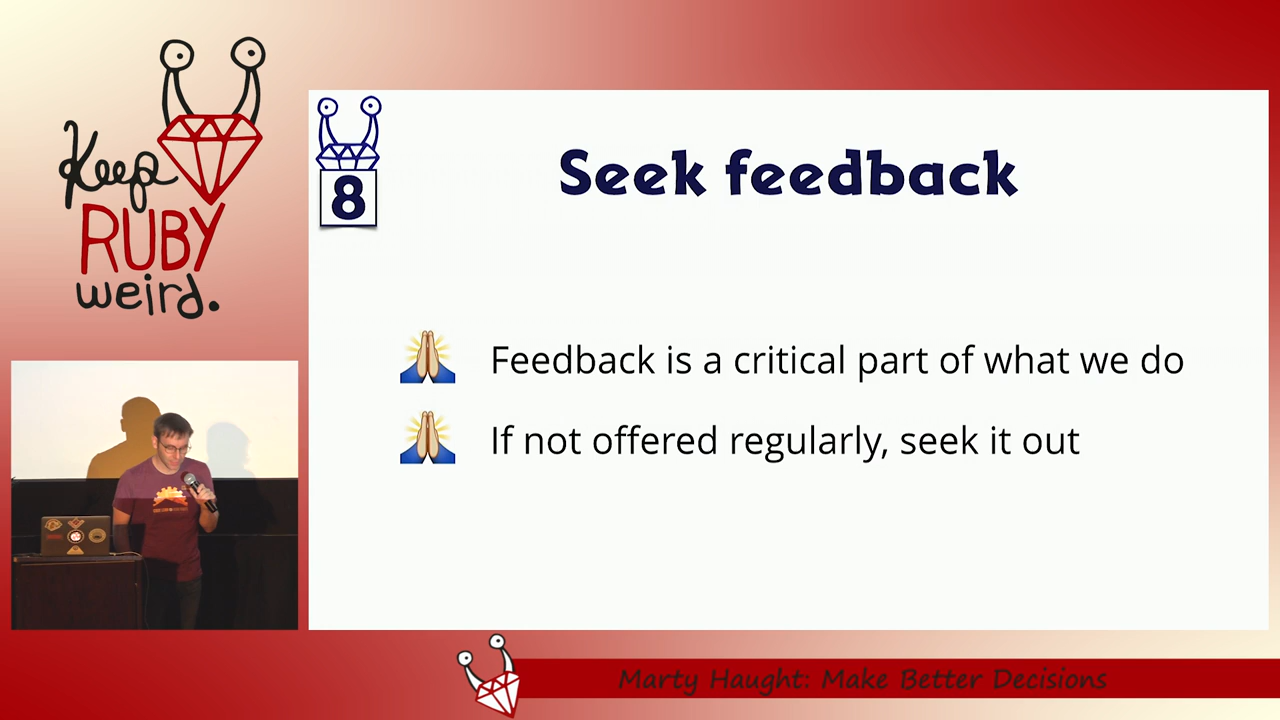 Keep
RUBY
weird.
8
Seek feedback
Feedback is a critical part of what we do
If not offered regularly, seek it out
Marty Haught: Make Better Decisions